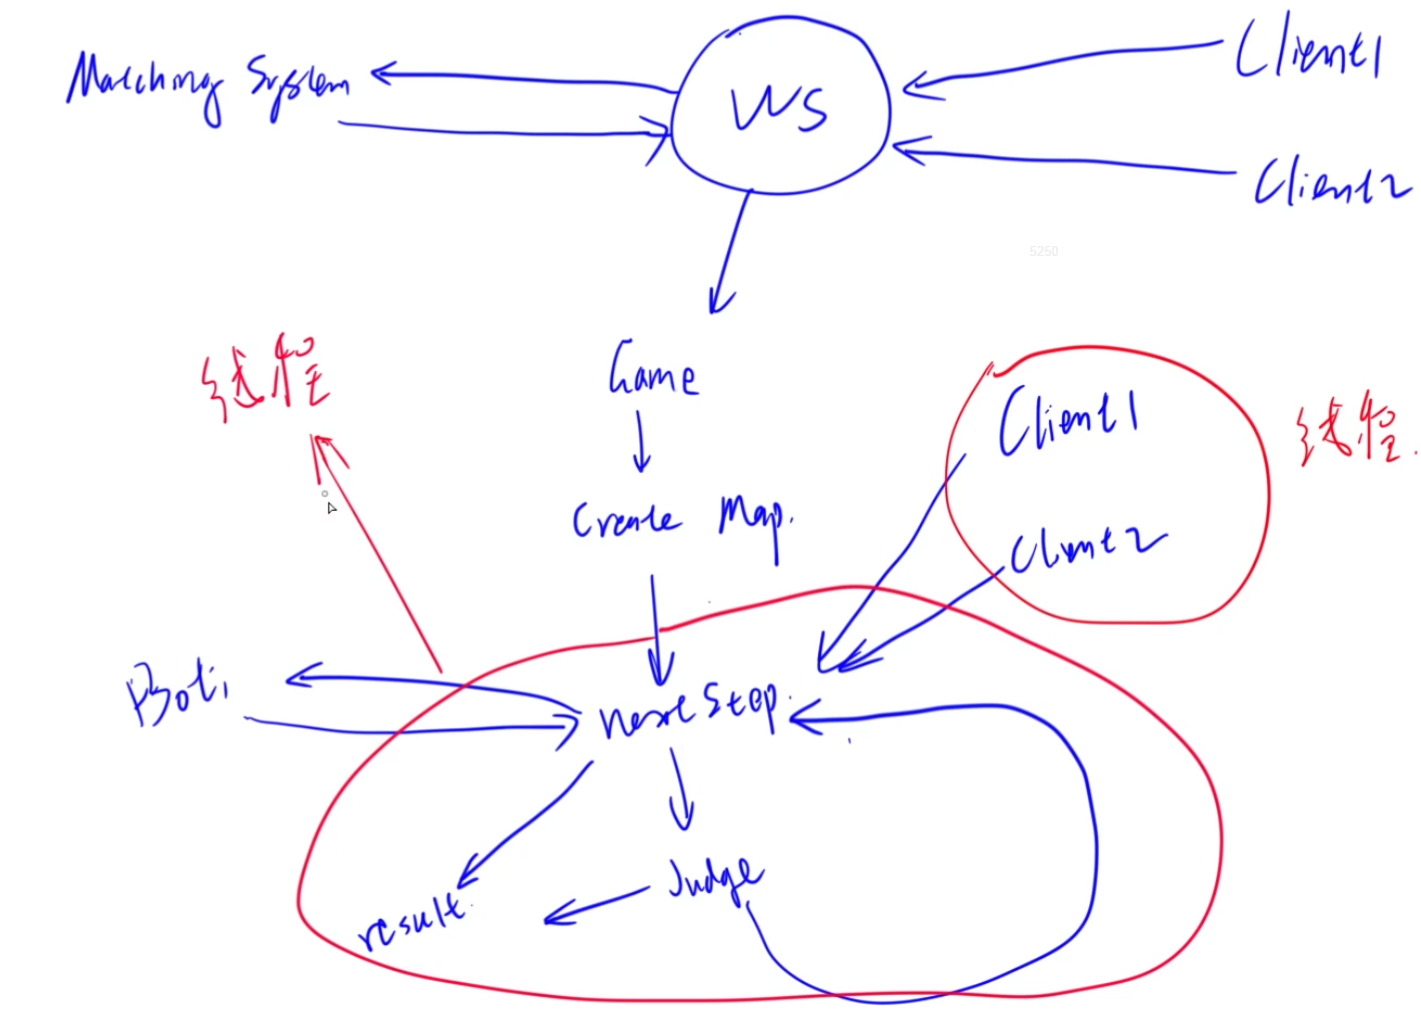 Client1
Matching System
WS
Client2
5250
线程
Game
Client1
线程.
Create Map.
Client2
Bot.
Next Step.
Judge
result.